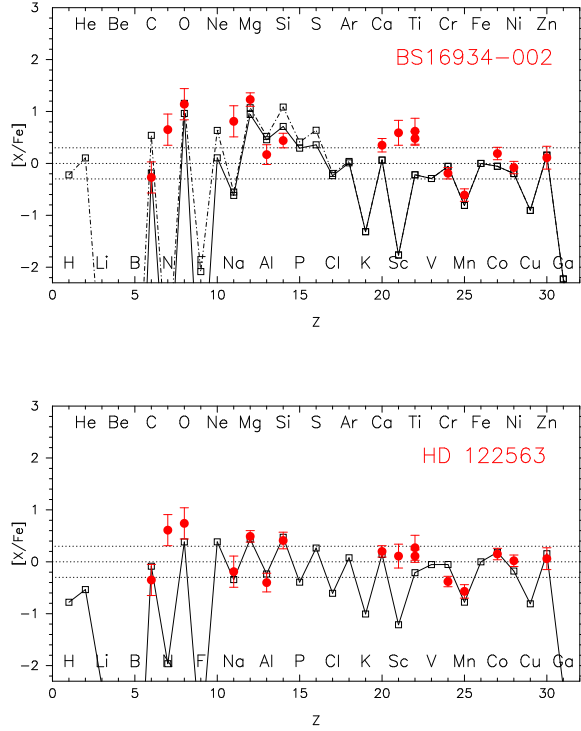 3
He Be C O Ne Mg Si S Ar Ca Ti Cr Fe Ni Zn
BS16934-002
2
1
[X/Fe]
0
−1
−2
H Li B N F Na Al P Cl K Sc V Mn Co Cu Ga
0 5 10 15 20 25 30
Z
3
He Be C O Ne Mg Si S Ar Ca Ti Cr Fe Ni Zn
HD 122563
2
1
[X/Fe]
0
−1
−2
H Li B N F Na Al P Cl K Sc V Mn Co Cu Ga
0 5 10 15 20 25 30
Z